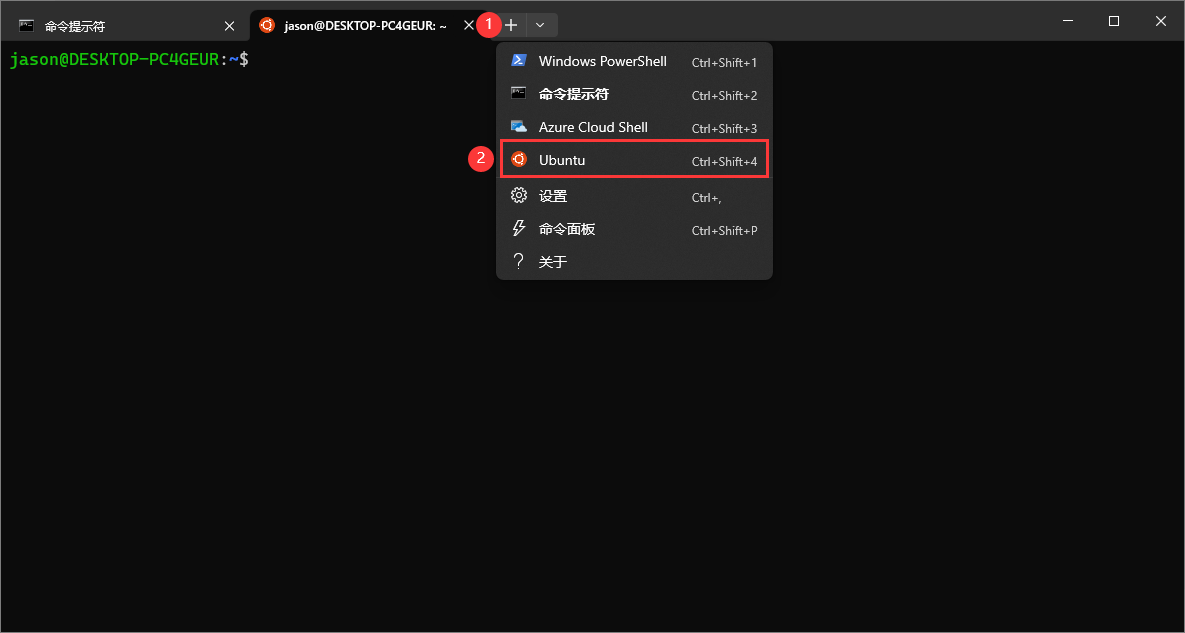 命令提示符
jason@DESKTOP-PC4GEUR: ~
1
jason@DESKTOP-PC4GEUR:~$
Windows PowerShell Ctrl+Shift+1
命令提示符 Ctrl+Shift+2
Azure Cloud Shell Ctrl+Shift+3
2
Ubuntu Ctrl+Shift+4
设置 Ctrl+,
命令面板 Ctrl+Shift+P
关于